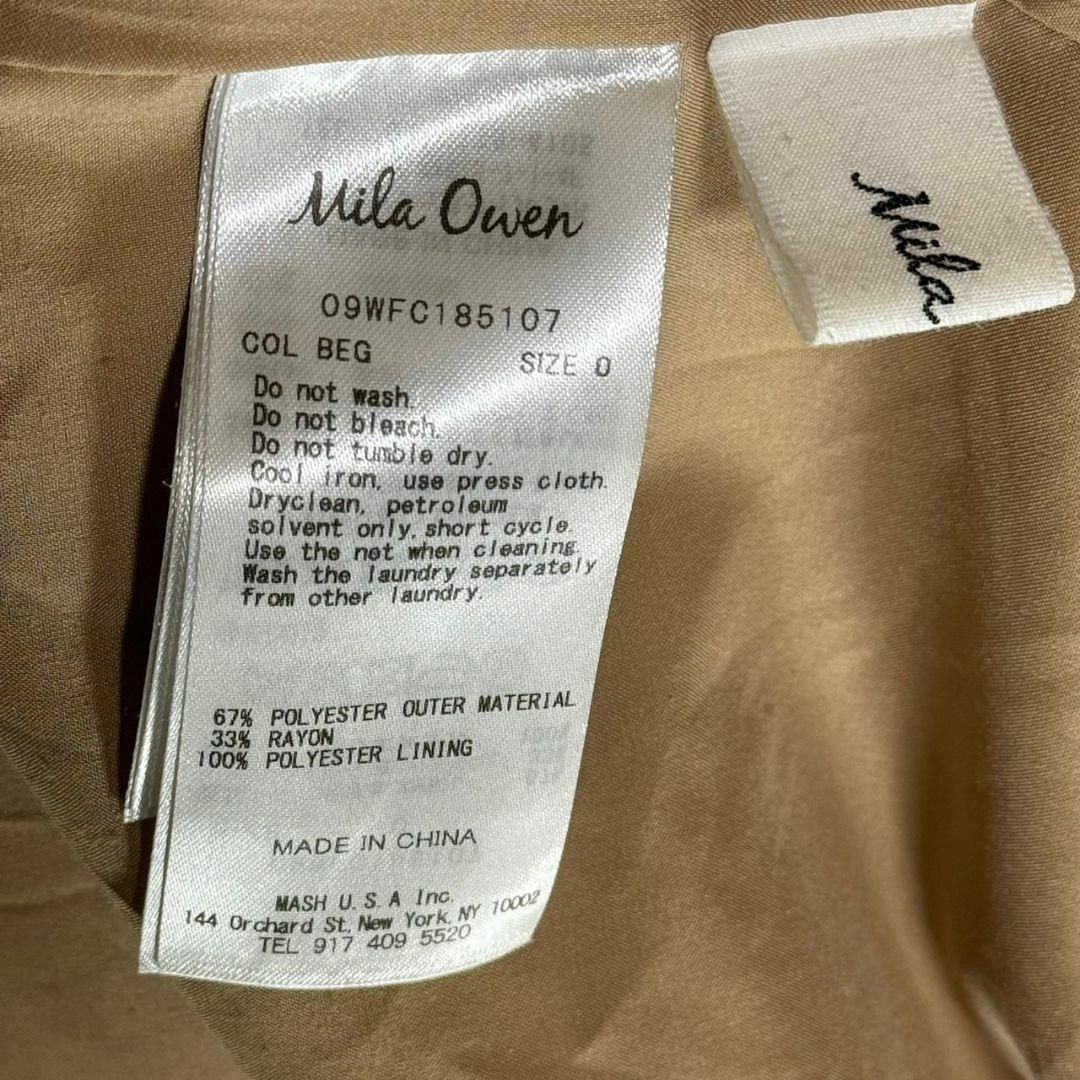 Mila Owen
09WFC185107
COL BEG SIZE 0
Do not wash.
Do not bleach.
Do not tumble dry.
Cool iron, use press cloth.
Dryclean, petroleum
solvent only, short cycle.
Use the net when cleaning.
Wash the laundry separately
from other laundry.
67% POLYESTER OUTER MATERIAL
33% RAYON
100% POLYESTER LINING
MADE IN CHINA
MASH U.S.A Inc.
144 Orchard St, New York, NY 10002
TEL 917 409 5520
Mila